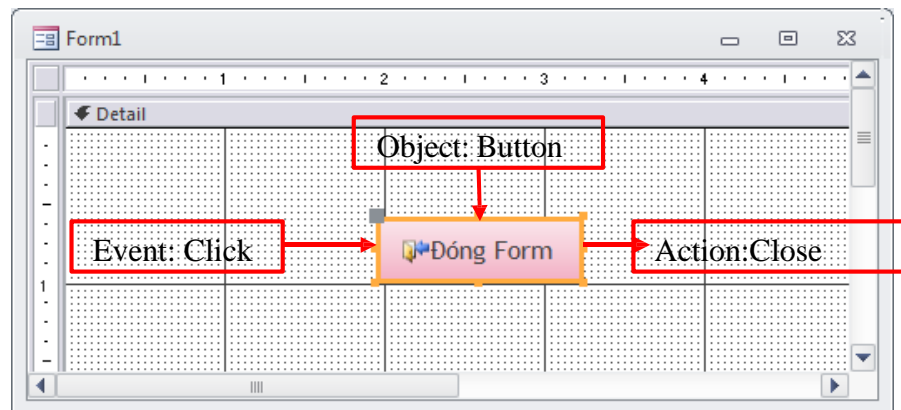 Form1
1 2 3 4
Detail
Object: Button
Event: Click
Đóng Form
Action:Close
1